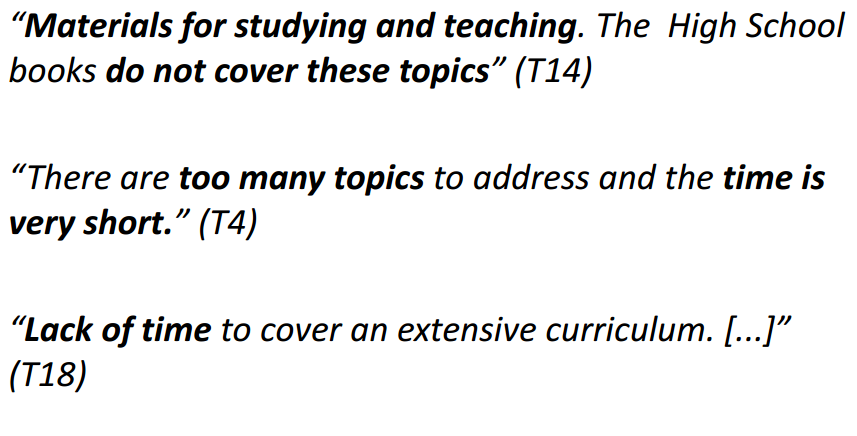 “Materials for studying and teaching. The  High School
books do not cover these topics” (T14)
“There are too many topics to address and the time is
very short.” (T4)
“Lack of time to cover an extensive curriculum. [...]”
(T18)